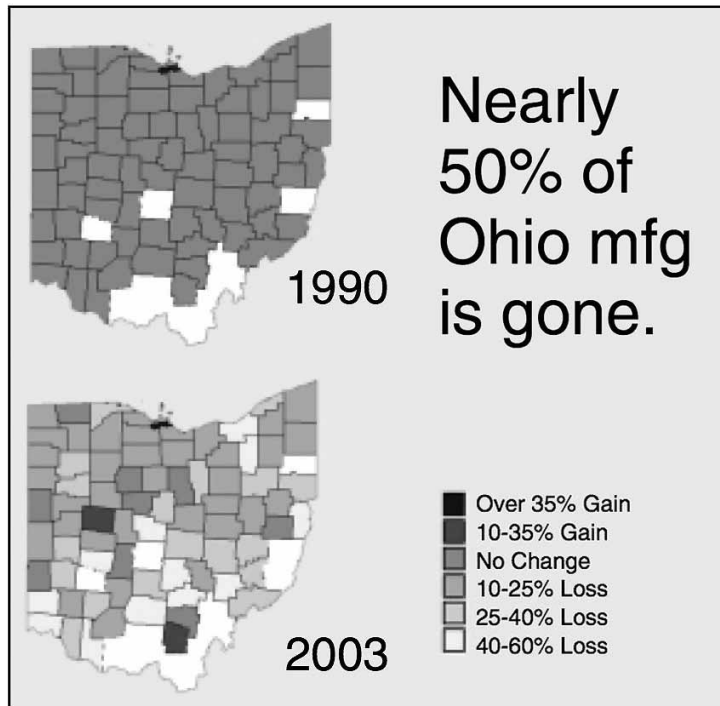 Nearly
50% of
Ohio mfg
is gone.
1990
2003
Over 35% Gain
10-35% Gain
No Change
10-25% Loss
25-40% Loss
40-60% Loss